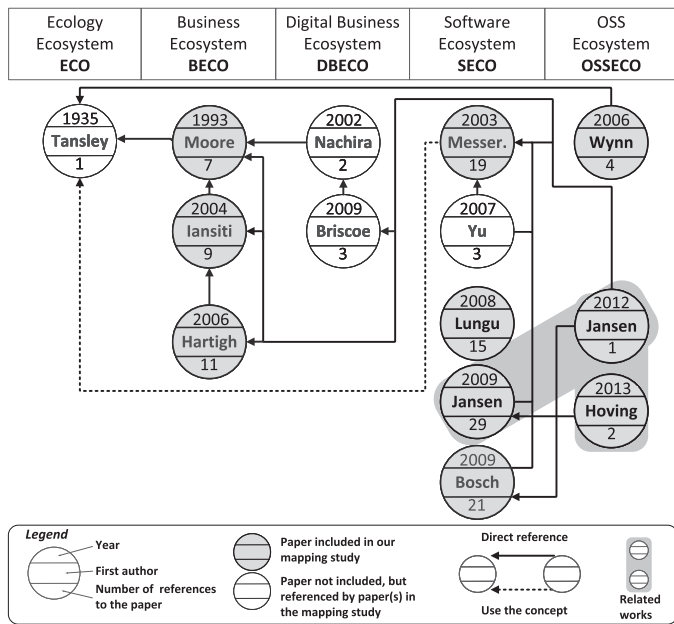 Ecology
Ecosystem
ECO
Business
Ecosystem
BECO
Digital Business
Ecosystem
DBECO
Software
Ecosystem
SECO
OSS
Ecosystem
OSSECO
1935
Tansley
1
1993
Moore
7
2002
Nachira
2
2003
Messer.
19
2006
Wynn
4
2004
Iansiti
9
2009
Briscoe
3
2007
Yu
3
2006
Hartigh
11
2008
Lungu
15
2012
Jansen
1
2009
Jansen
29
2013
Hoving
2
2009
Bosch
21
Legend
Year
First author
Number of references
to the paper
Paper included in our
mapping study
Paper not included, but
referenced by paper(s) in
the mapping study
Direct reference
Use the concept
Related
works